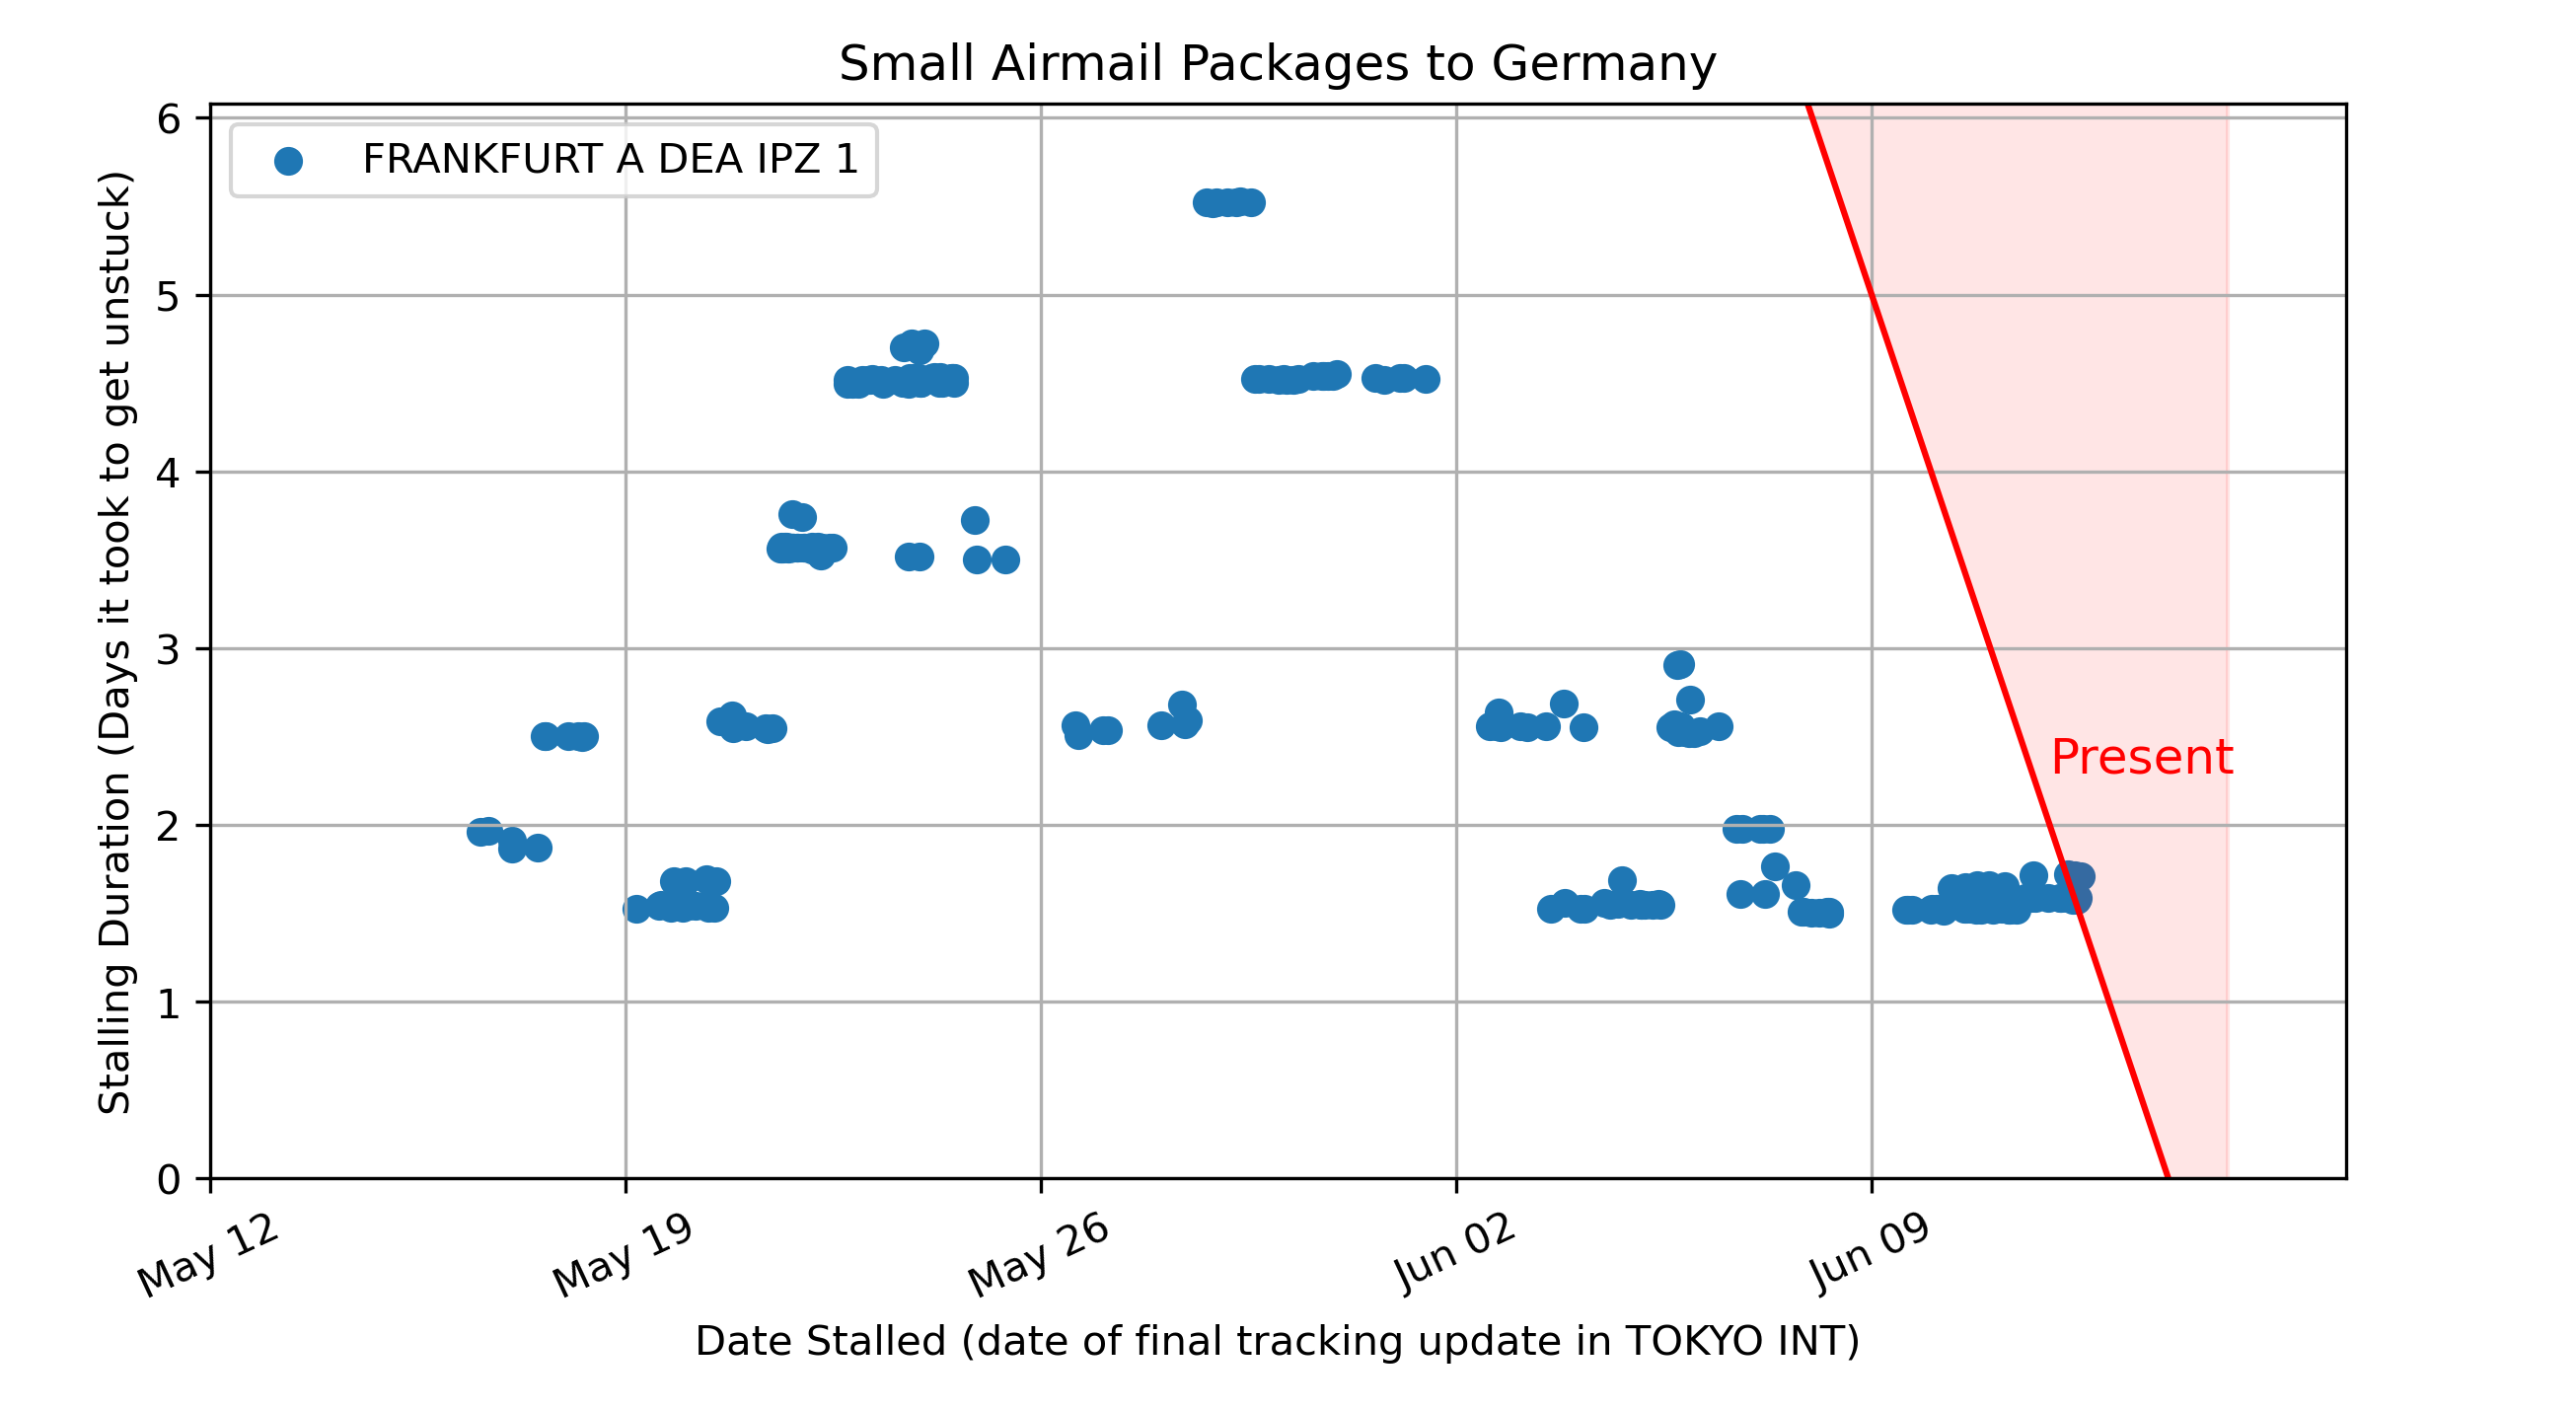 Small Airmail Packages to Germany
FRANKFURT A DEA IPZ 1
Stalling Duration (Days it took to get unstuck)
6
5
4
3
2
1
0
Present
May 12
May 19
May 26
Jun 02
Jun 09
Date Stalled (date of final tracking update in TOKYO INT)